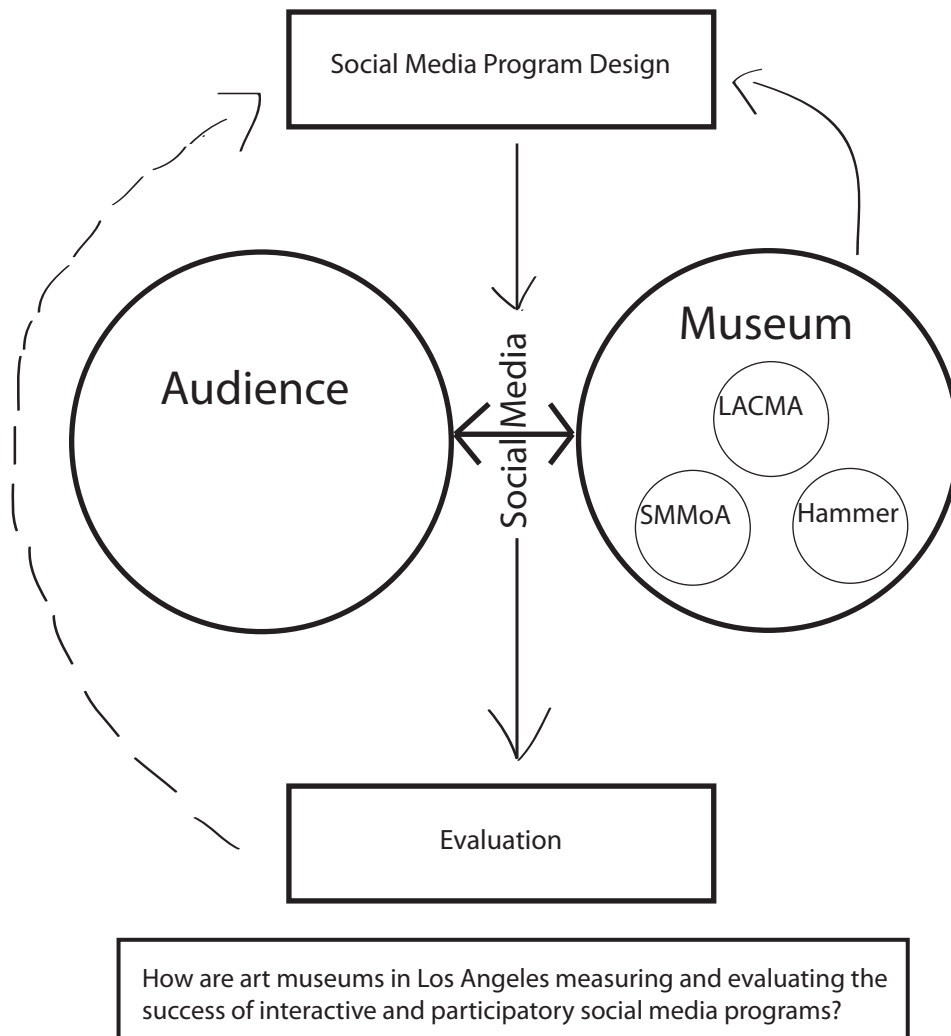 Social Media Program Design
Audience
Social Media
Museum
LACMA
SMMoA
Hammer
Evaluation
How are art museums in Los Angeles measuring and evaluating the
success of interactive and participatory social media programs?